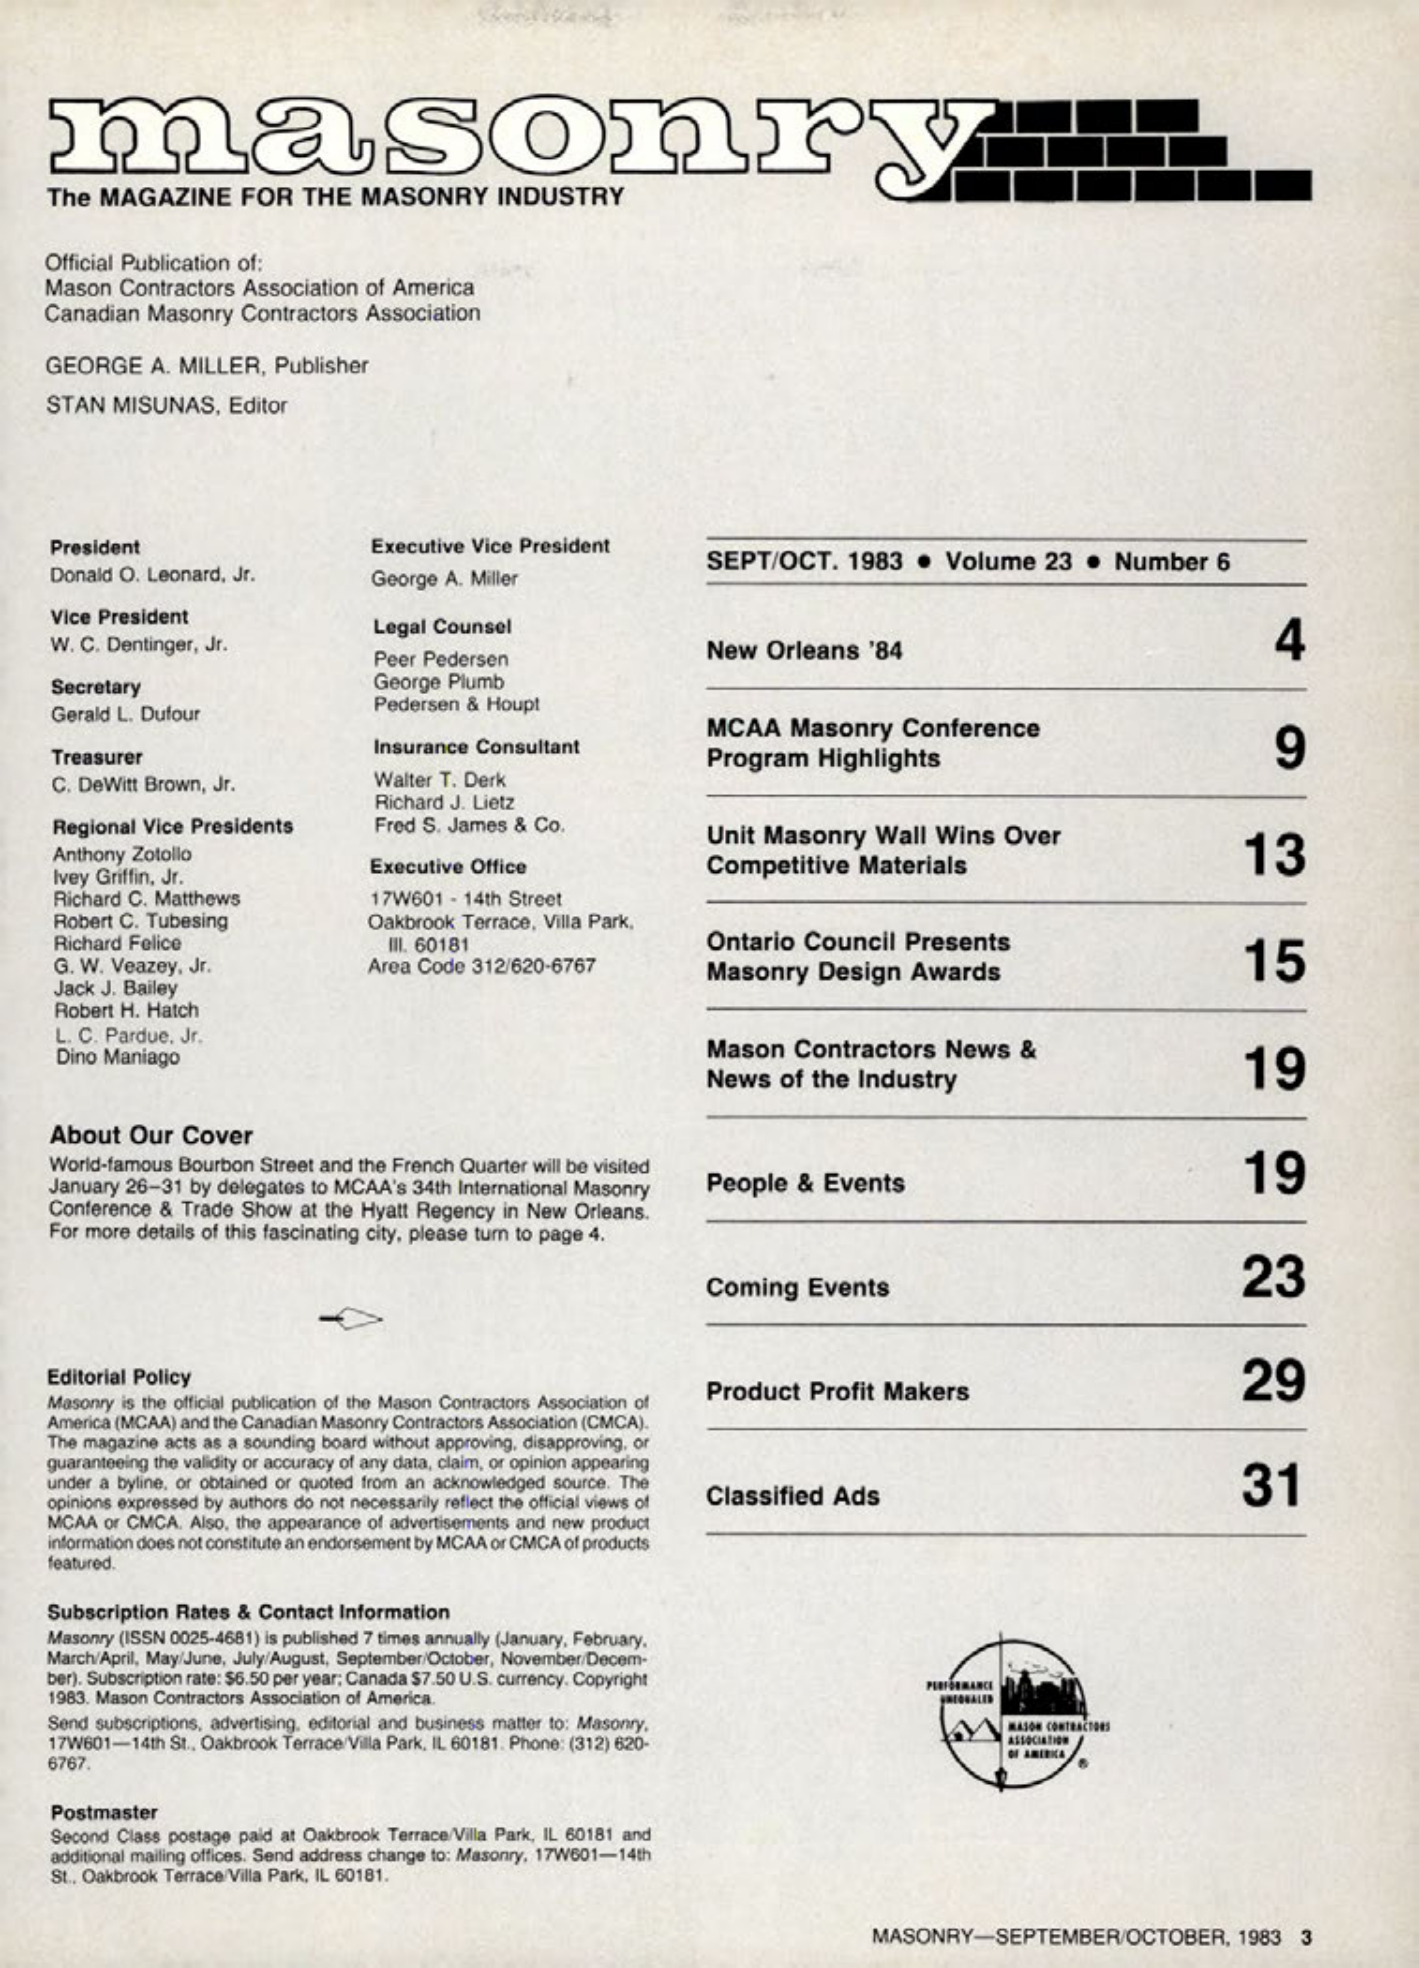 masonry
The MAGAZINE FOR THE MASONRY INDUSTRY
Official Publication of:
Mason Contractors Association of America
Canadian Masonry Contractors Association
GEORGE A. MILLER, Publisher
STAN MISUNAS, Editor
President
Donald O. Leonard, Jr.
Vice President
W. C. Dentinger, Jr.
Secretary
Gerald L. Dufour
Treasurer
C. DeWitt Brown, Jr.
Regional Vice Presidents
Anthony Zotollo
Ivey Griffin, Jr.
Richard C. Matthews
Robert C. Tubesing
Richard Felice
G. W. Veazey, Jr.
Jack J. Bailey
Robert H. Hatch
L. C. Pardue, Jr.
Dino Maniago
Executive Vice President
George A. Miller
Legal Counsel
Peer Pedersen
George Plumb
Pedersen & Houpt
Insurance Consultant
Walter T. Derk
Richard J. Lietz
Fred S. James & Co.
Executive Office
17W601 - 14th Street
Oakbrook Terrace, Villa Park,
Ill. 60181
Area Code 312/620-6767
About Our Cover
World-famous Bourbon Street and the French Quarter will be visited
January 26–31 by delegates to MCAA's 34th International Masonry
Conference & Trade Show at the Hyatt Regency in New Orleans.
For more details of this fascinating city, please turn to page 4.
Editorial Policy
Masonry is the official publication of the Mason Contractors Association of
America (MCAA) and the Canadian Masonry Contractors Association (CMCA).
The magazine acts as a sounding board without approving, disapproving, or
guaranteeing the validity or accuracy of any data, claim, or opinion appearing
under a byline, or obtained or quoted from an acknowledged source. The
opinions expressed by authors do not necessarily reflect the official views of
MCAA or CMCA. Also, the appearance of advertisements and new product
information does not constitute an endorsement by MCAA or CMCA of products
featured.
Subscription Rates & Contact Information
Masonry (ISSN 0025-4681) is published 7 times annually (January, February,
March/April, May/June, July/August, September/October, November/Decem-
ber). Subscription rate: $6.50 per year; Canada $7.50 U.S. currency. Copyright
1983. Mason Contractors Association of America.
Send subscriptions, advertising, editorial and business matter to: Masonry,
17W601—14th St., Oakbrook Terrace/Villa Park, IL 60181. Phone: (312) 620-
6767.
Postmaster
Second Class postage paid at Oakbrook Terrace/Villa Park, IL 60181 and
additional mailing offices. Send address change to: Masonry, 17W601—14th
St., Oakbrook Terrace/Villa Park, IL 60181.
SEPT/OCT. 1983 ● Volume 23 ● Number 6
New Orleans '84 4
MCAA Masonry Conference
Program Highlights 9
Unit Masonry Wall Wins Over
Competitive Materials 13
Ontario Council Presents
Masonry Design Awards 15
Mason Contractors News &
News of the Industry 19
People & Events 19
Coming Events 23
Product Profit Makers 29
Classified Ads 31
PERFORMANCE
UNEQUALED
MASON CONTRACTORS
ASSOCIATION
OF AMERICA
®
MASONRY—SEPTEMBER/OCTOBER, 1983 3